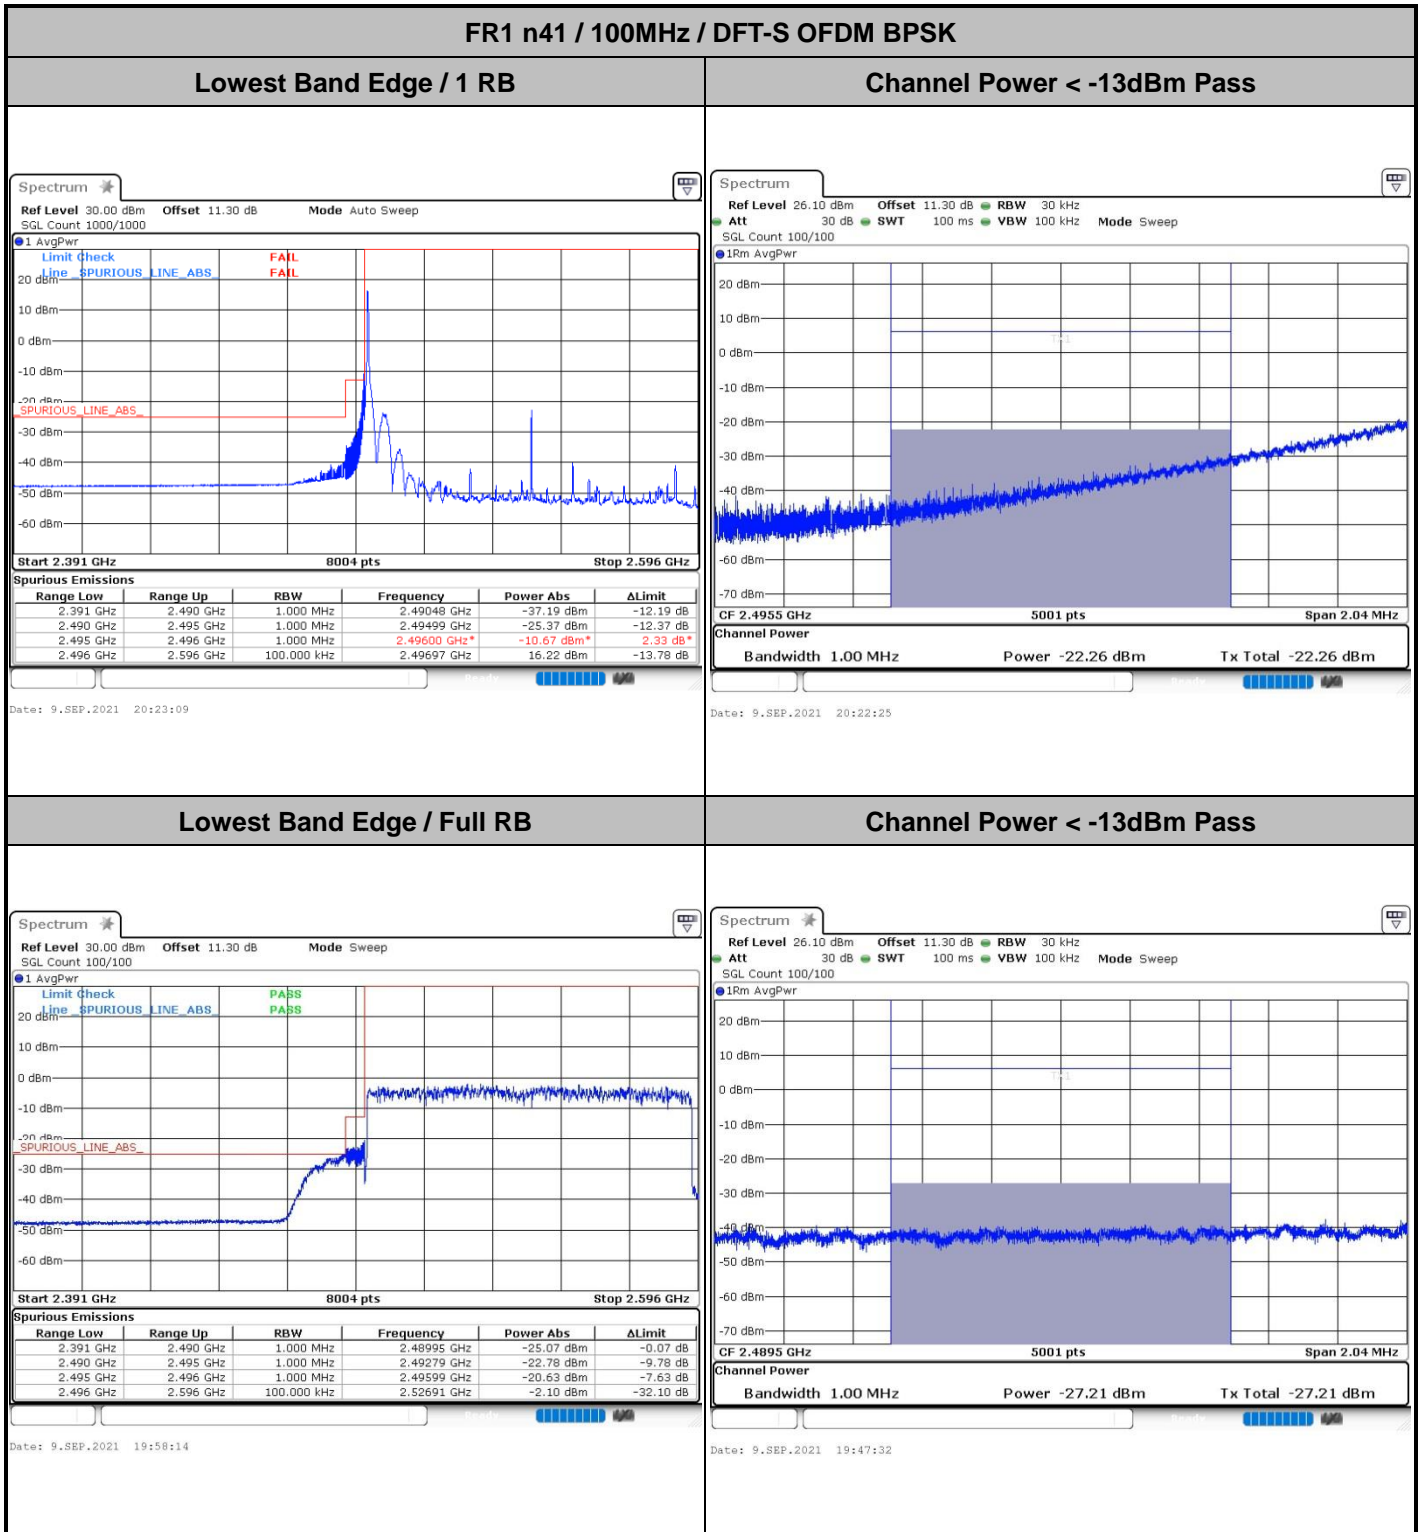 FR1 n41 / 100MHz / DFT-S OFDM BPSK
Lowest Band Edge / 1 RB
Channel Power < -13dBm Pass
Spectrum
Ref Level 30.00 dBm Offset 11.30 dB Mode Auto Sweep
SGL Count 1000/1000
1 AvgPwr
Limit Check FAIL
Line _SPURIOUS_LINE_ABS_ FAIL
20 dBm
10 dBm
0 dBm
-10 dBm
-20 dBm
_SPURIOUS_LINE_ABS_
-30 dBm
-40 dBm
-50 dBm
-60 dBm
Start 2.391 GHz 8004 pts Stop 2.596 GHz
Spurious Emissions
Range Low Range Up RBW Frequency Power Abs ΔLimit
2.391 GHz 2.490 GHz 1.000 MHz 2.49048 GHz -37.19 dBm -12.19 dB
2.490 GHz 2.495 GHz 1.000 MHz 2.49499 GHz -25.37 dBm -12.37 dB
2.495 GHz 2.496 GHz 1.000 MHz 2.49600 GHz* -10.67 dBm* 2.33 dB*
2.496 GHz 2.596 GHz 100.000 kHz 2.49697 GHz 16.22 dBm -13.78 dB
Ready
Date: 9.SEP.2021 20:23:09
Spectrum
Ref Level 26.10 dBm Offset 11.30 dB RBW 30 kHz
Att 30 dB SWT 100 ms VBW 100 kHz Mode Sweep
SGL Count 100/100
1Rm AvgPwr
20 dBm
10 dBm
Tx1
0 dBm
-10 dBm
-20 dBm
-30 dBm
-40 dBm
-60 dBm
-70 dBm
CF 2.4955 GHz 5001 pts Span 2.04 MHz
Channel Power
Bandwidth 1.00 MHz Power -22.26 dBm Tx Total -22.26 dBm
Ready
Date: 9.SEP.2021 20:22:25
Lowest Band Edge / Full RB
Channel Power < -13dBm Pass
Spectrum
Ref Level 30.00 dBm Offset 11.30 dB Mode Sweep
SGL Count 100/100
1 AvgPwr
Limit Check PASS
Line _SPURIOUS_LINE_ABS_ PASS
20 dBm
10 dBm
0 dBm
-10 dBm
-20 dBm
_SPURIOUS_LINE_ABS_
-30 dBm
-40 dBm
-50 dBm
-60 dBm
Start 2.391 GHz 8004 pts Stop 2.596 GHz
Spurious Emissions
Range Low Range Up RBW Frequency Power Abs ΔLimit
2.391 GHz 2.490 GHz 1.000 MHz 2.48995 GHz -25.07 dBm -0.07 dB
2.490 GHz 2.495 GHz 1.000 MHz 2.49279 GHz -22.78 dBm -9.78 dB
2.495 GHz 2.496 GHz 1.000 MHz 2.49599 GHz -20.63 dBm -7.63 dB
2.496 GHz 2.596 GHz 100.000 kHz 2.52691 GHz -2.10 dBm -32.10 dB
Ready
Date: 9.SEP.2021 19:58:14
Spectrum
Ref Level 26.10 dBm Offset 11.30 dB RBW 30 kHz
Att 30 dB SWT 100 ms VBW 100 kHz Mode Sweep
SGL Count 100/100
1Rm AvgPwr
20 dBm
10 dBm
Tx1
0 dBm
-10 dBm
-20 dBm
-30 dBm
-40 dBm
-50 dBm
-60 dBm
-70 dBm
CF 2.4895 GHz 5001 pts Span 2.04 MHz
Channel Power
Bandwidth 1.00 MHz Power -27.21 dBm Tx Total -27.21 dBm
Ready
Date: 9.SEP.2021 19:47:32